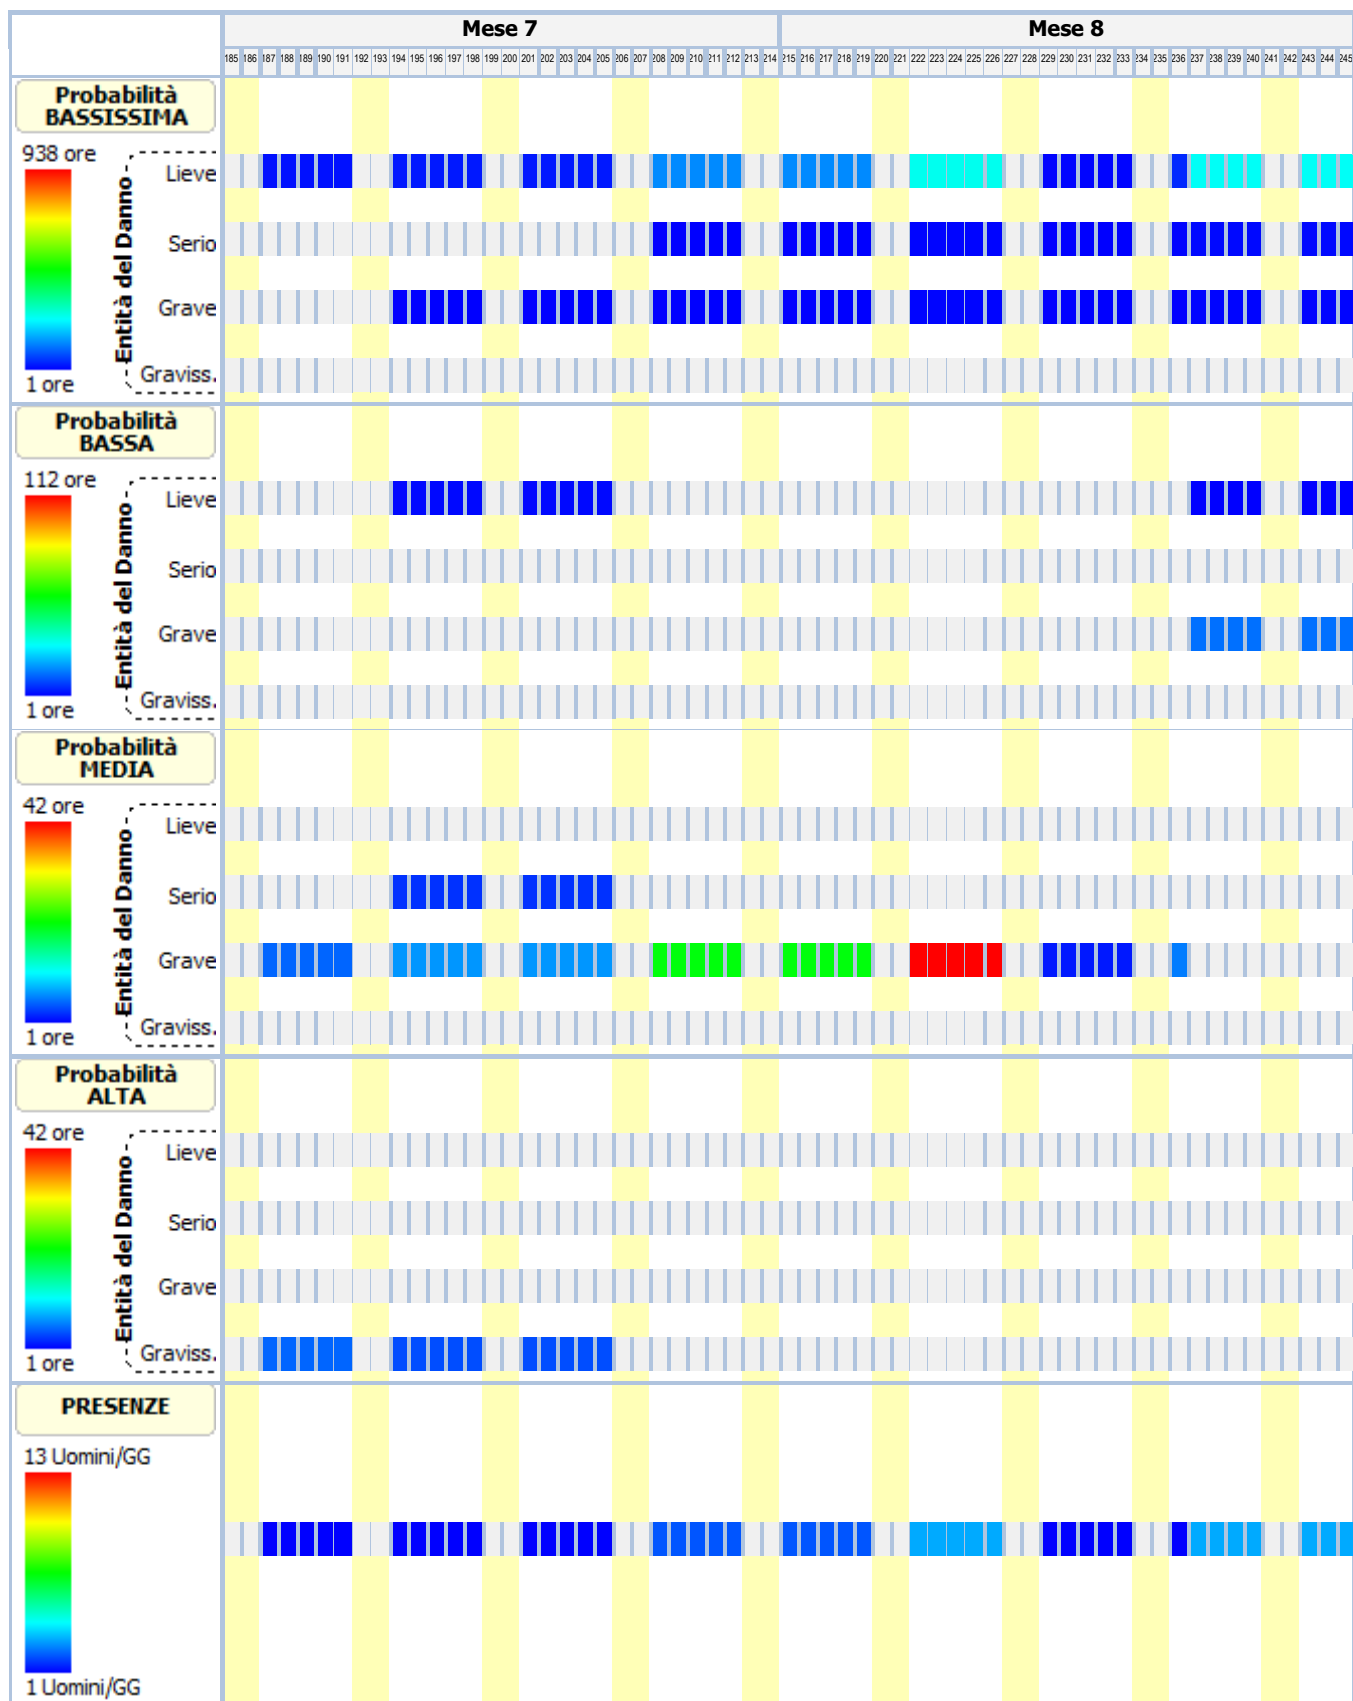 Mese 7 Mese 8
185 186 187 188 189 190 191 192 193 194 195 196 197 198 199 200 201 202 203 204 205 206 207 208 209 210 211 212 213 214 215 216 217 218 219 220 221 222 223 224 225 226 227 228 229 230 231 232 233 234 235 236 237 238 239 240 241 242 243 244 245
Probabilità
BASSISSIMA
938 ore
Lieve
Serio
Grave
Graviss.
Entità del Danno
1 ore
Probabilità
BASSA
112 ore
Lieve
Serio
Grave
Graviss.
Entità del Danno
1 ore
Probabilità
MEDIA
42 ore
Lieve
Serio
Grave
Graviss.
Entità del Danno
1 ore
Probabilità
ALTA
42 ore
Lieve
Serio
Grave
Graviss.
Entità del Danno
1 ore
PRESENZE
13 Uomini/GG
1 Uomini/GG